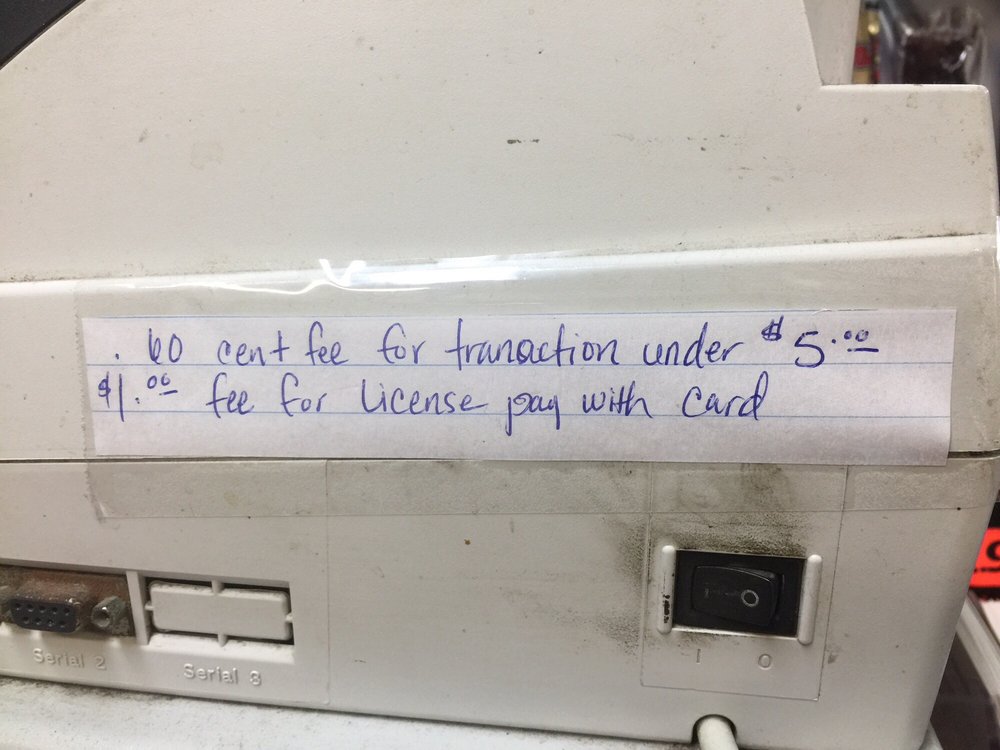 . 60 cent fee for tranaction under $5.00
$1.00 fee for License pay with card
Serial 2
Serial 3
I O